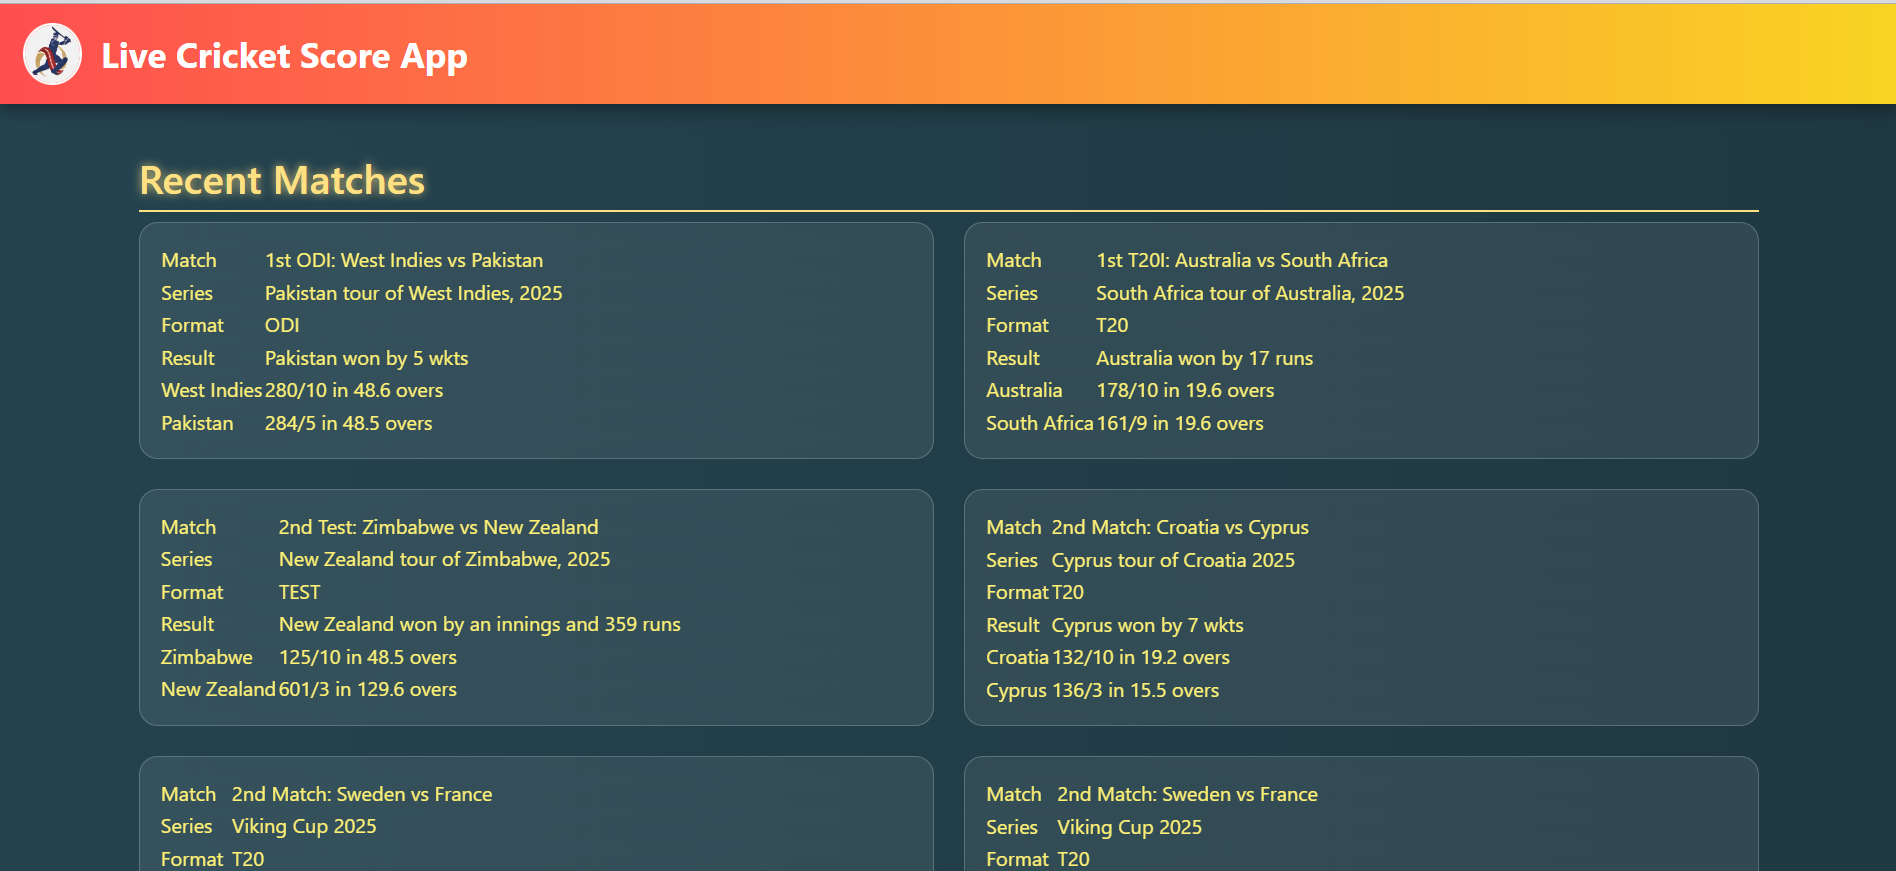 Live Cricket Score App
Recent Matches
Match 1st ODI: West Indies vs Pakistan
Series Pakistan tour of West Indies, 2025
Format ODI
Result Pakistan won by 5 wkts
West Indies 280/10 in 48.6 overs
Pakistan 284/5 in 48.5 overs
Match 1st T20I: Australia vs South Africa
Series South Africa tour of Australia, 2025
Format T20
Result Australia won by 17 runs
Australia 178/10 in 19.6 overs
South Africa 161/9 in 19.6 overs
Match 2nd Test: Zimbabwe vs New Zealand
Series New Zealand tour of Zimbabwe, 2025
Format TEST
Result New Zealand won by an innings and 359 runs
Zimbabwe 125/10 in 48.5 overs
New Zealand 601/3 in 129.6 overs
Match 2nd Match: Croatia vs Cyprus
Series Cyprus tour of Croatia 2025
Format T20
Result Cyprus won by 7 wkts
Croatia 132/10 in 19.2 overs
Cyprus 136/3 in 15.5 overs
Match 2nd Match: Sweden vs France
Series Viking Cup 2025
Format T20
Match 2nd Match: Sweden vs France
Series Viking Cup 2025
Format T20